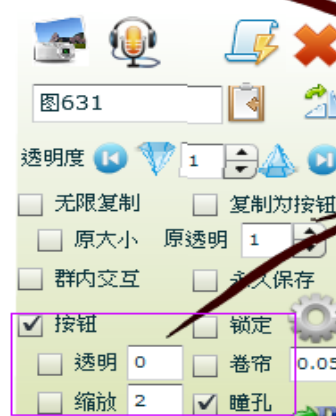 图631
透明度 1
无限复制 复制为按钮
原大小 原透明 1
群内交互 永久保存
按钮 锁定
透明 0 卷帘 0.05
缩放 2 瞳孔